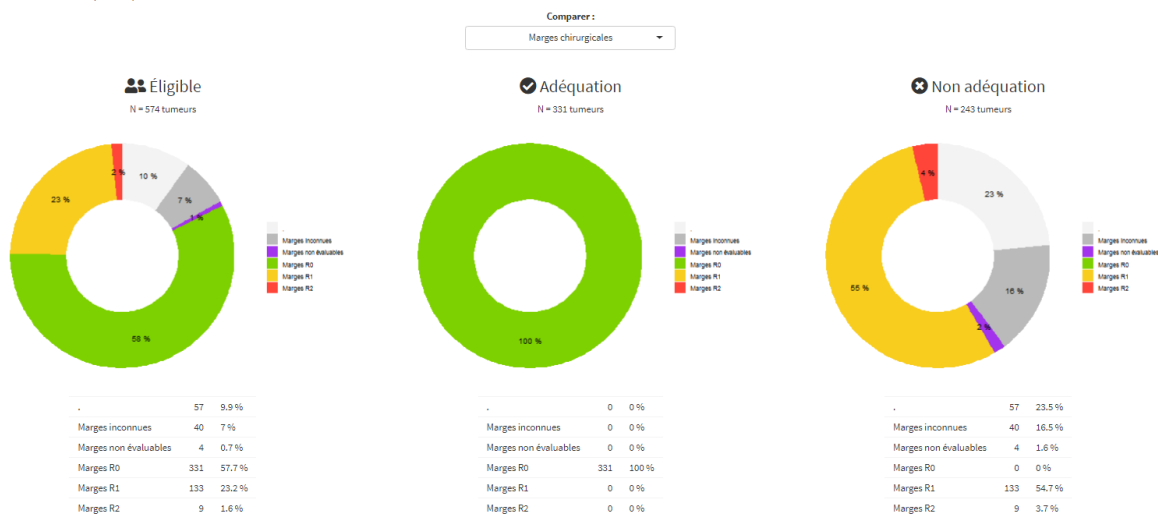 Comparer :
Marges chirurgicales
Éligible
N = 574 tumeurs
2 %
10 %
7 %
1 %
23 %
58 %
.
Marges inconnues
Marges non évaluables
Marges R0
Marges R1
Marges R2
. 57 9.9 %
Marges inconnues 40 7 %
Marges non évaluables 4 0.7 %
Marges R0 331 57.7 %
Marges R1 133 23.2 %
Marges R2 9 1.6 %
Adéquation
N = 331 tumeurs
100 %
.
Marges inconnues
Marges non évaluables
Marges R0
Marges R1
Marges R2
. 0 0 %
Marges inconnues 0 0 %
Marges non évaluables 0 0 %
Marges R0 331 100 %
Marges R1 0 0 %
Marges R2 0 0 %
Non adéquation
N = 243 tumeurs
4 %
23 %
16 %
2 %
55 %
.
Marges inconnues
Marges non évaluables
Marges R0
Marges R1
Marges R2
. 57 23.5 %
Marges inconnues 40 16.5 %
Marges non évaluables 4 1.6 %
Marges R0 0 0 %
Marges R1 133 54.7 %
Marges R2 9 3.7 %